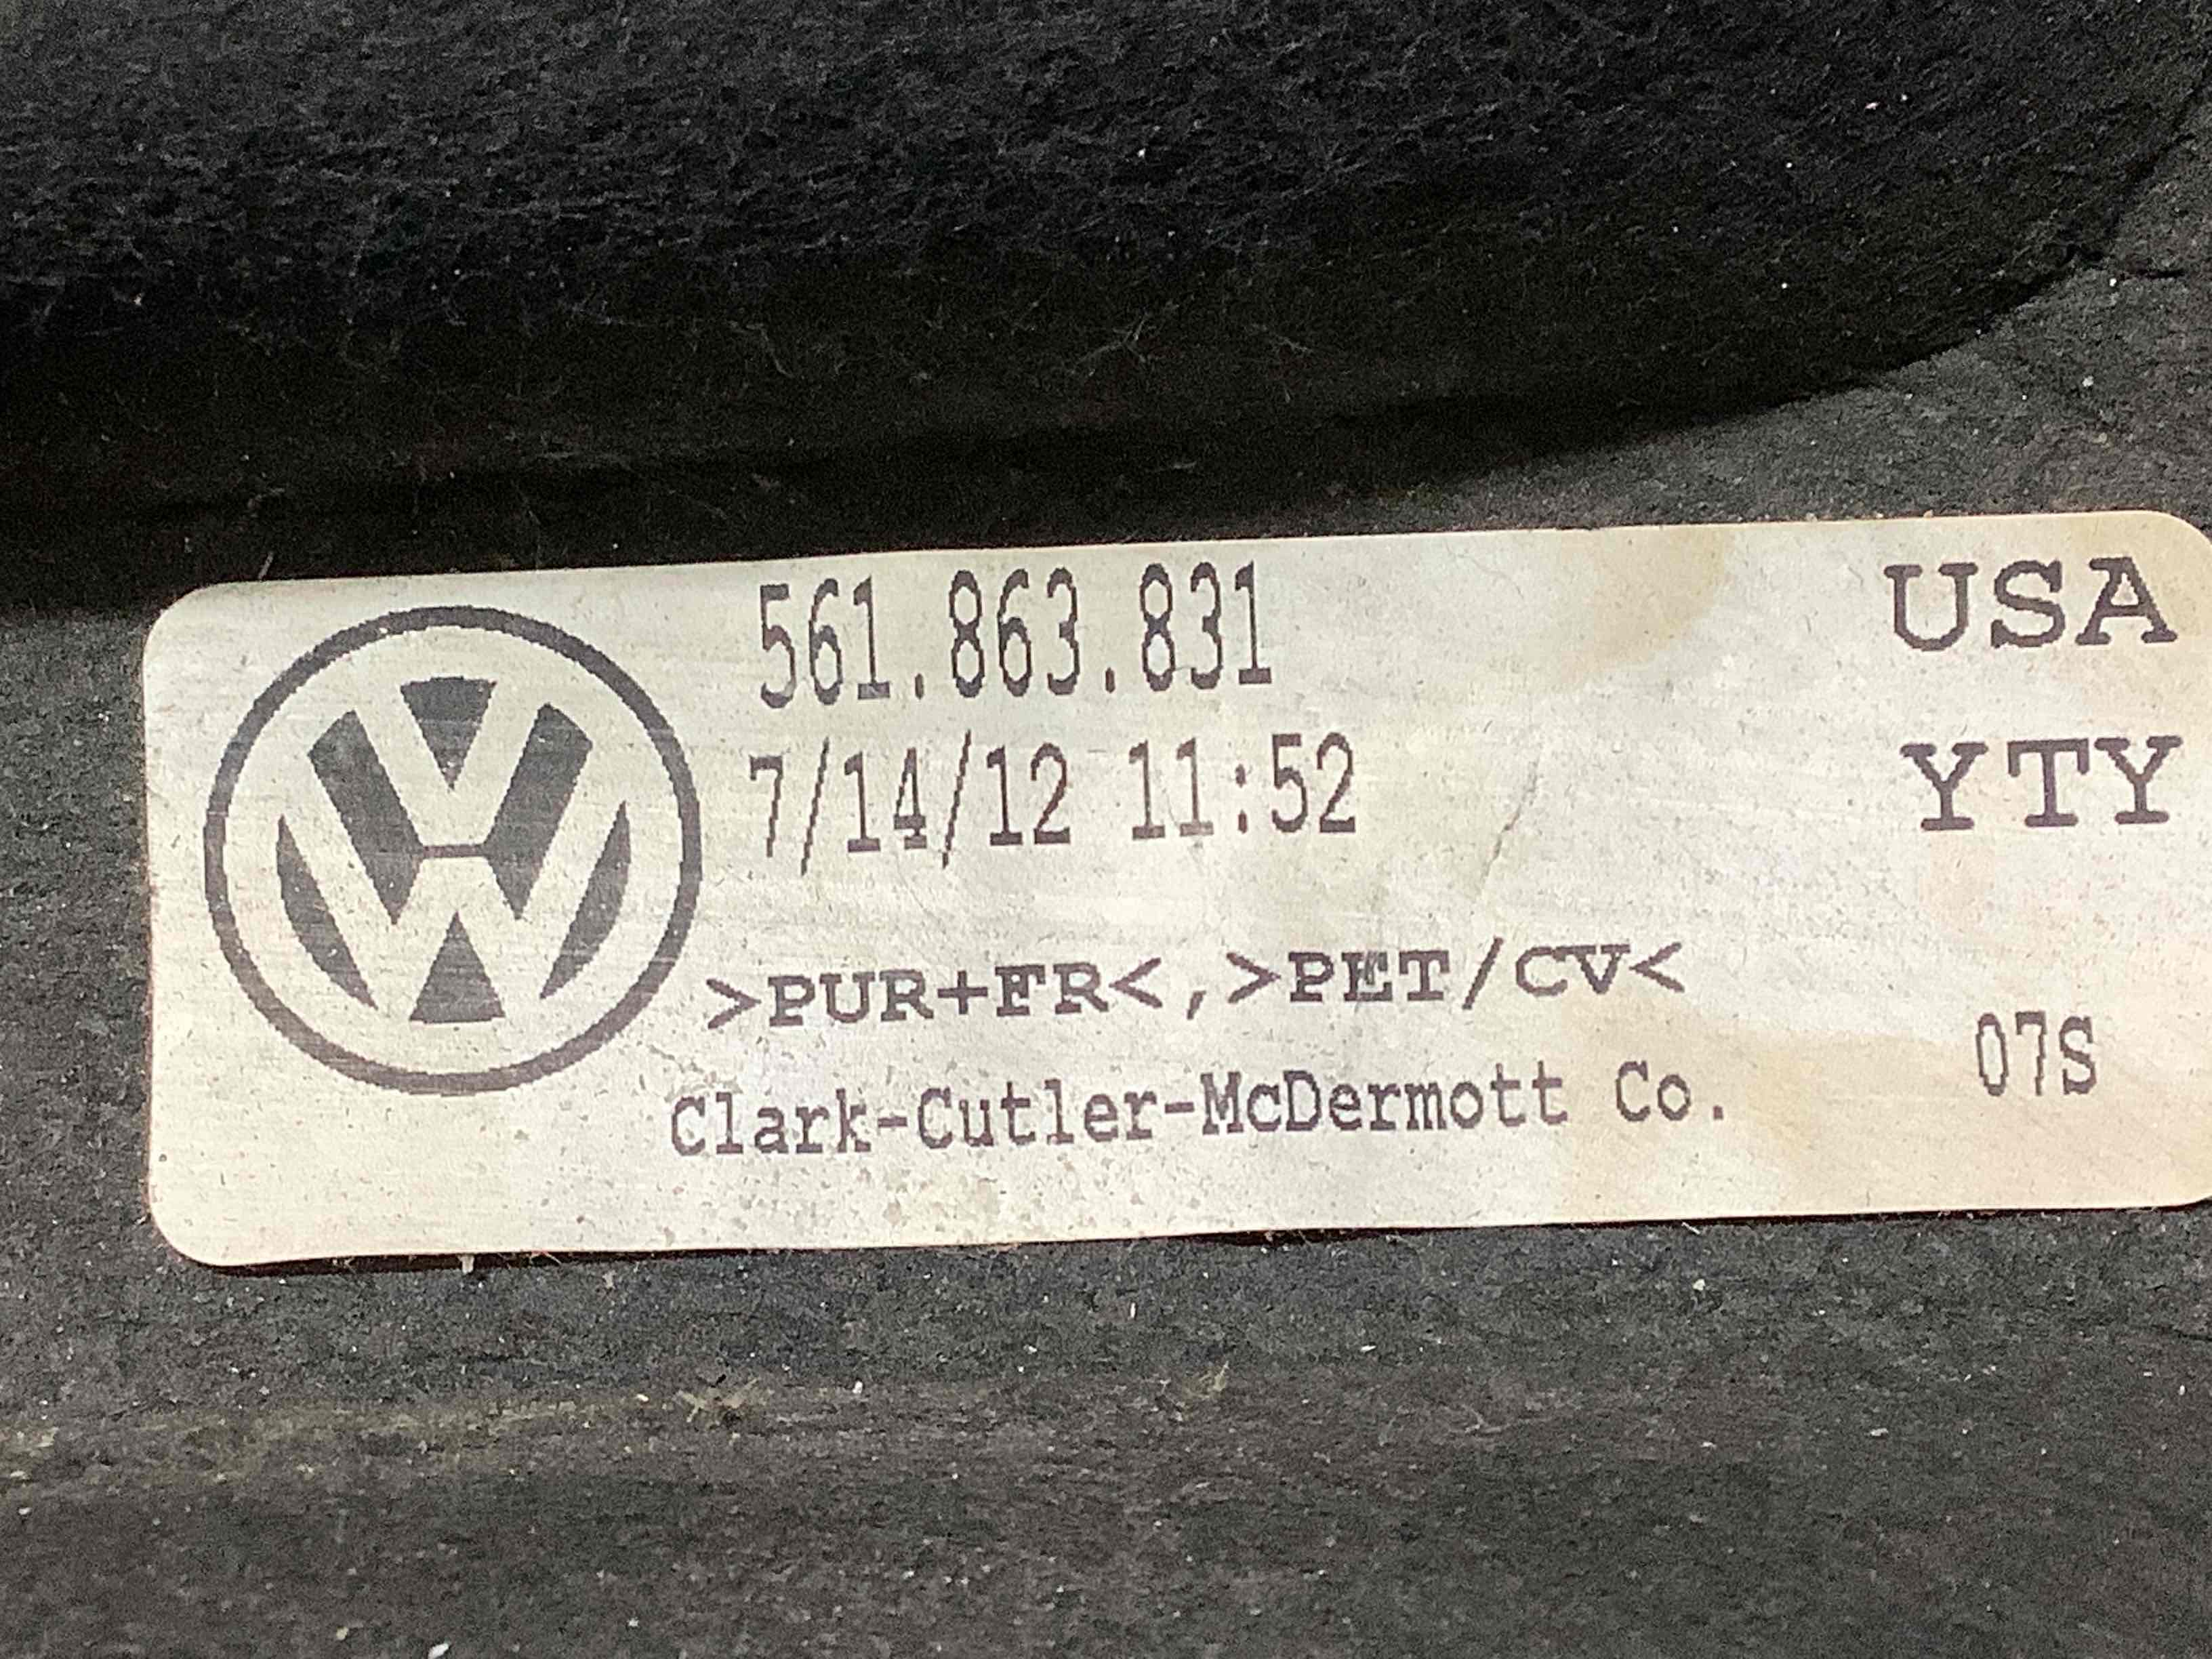 561.863.831 USA
7/14/12 11:52 YTY
>PUR+FR<,>PET/CV<
Clark-Cutler-McDermott Co. 07S